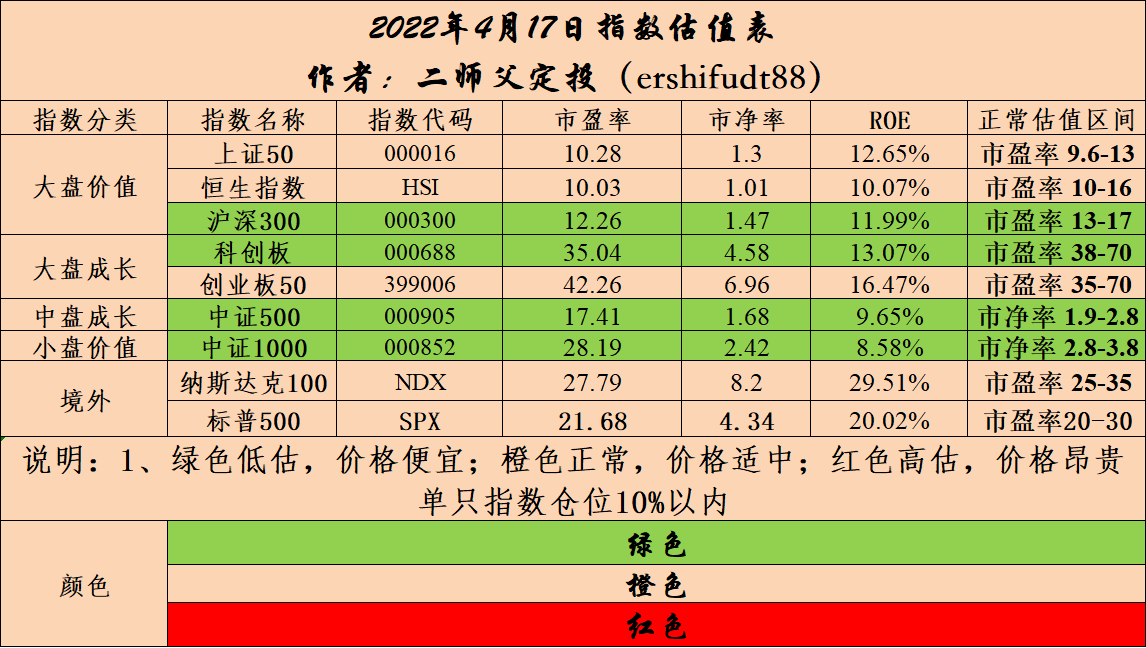 2022年4月17日指数估值表
作者：二师父定投（ershifudt88）
指数分类 指数名称 指数代码 市盈率 市净率 ROE 正常估值区间
大盘价值 上证50 000016 10.28 1.3 12.65% 市盈率 9.6-13
恒生指数 HSI 10.03 1.01 10.07% 市盈率 10-16
沪深300 000300 12.26 1.47 11.99% 市盈率 13-17
大盘成长 科创板 000688 35.04 4.58 13.07% 市盈率 38-70
创业板50 399006 42.26 6.96 16.47% 市盈率 35-70
中盘成长 中证500 000905 17.41 1.68 9.65% 市净率 1.9-2.8
小盘价值 中证1000 000852 28.19 2.42 8.58% 市净率 2.8-3.8
境外 纳斯达克100 NDX 27.79 8.2 29.51% 市盈率 25-35
标普500 SPX 21.68 4.34 20.02% 市盈率20-30
说明：1、绿色低估，价格便宜；橙色正常，价格适中；红色高估，价格昂贵
单只指数仓位10%以内
颜色 绿色
橙色
红色